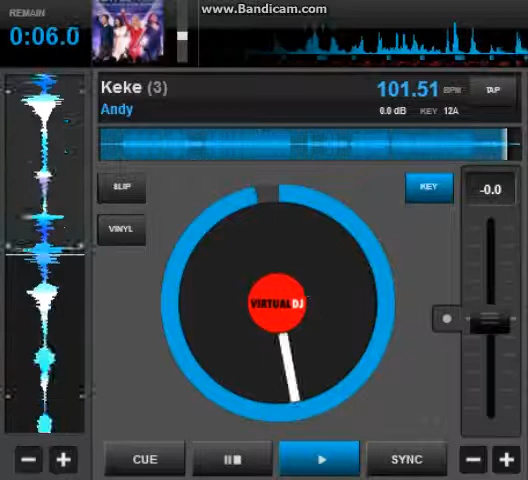 www.Bandicam.com
REMAIN
0:06.0
Keke (3)
101.51 BPM TAP
Andy
0.0 dB KEY 12A
SLIP
KEY
-0.0
VINYL
VIRTUAL DJ
CUE
SYNC